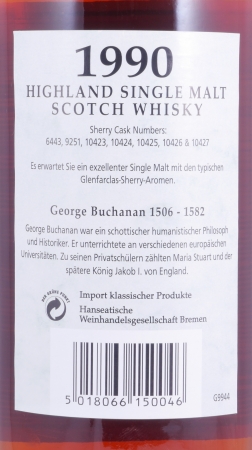 1990
HIGHLAND SINGLE MALT
SCOTCH WHISKY
Sherry Cask Numbers:
6443, 9251, 10423, 10424, 10425, 10426 & 10427
Es erwartet Sie ein exzellenter Single Malt mit den typischen
Glenfarclas-Sherry-Aromen.
George Buchanan 1506 - 1582
George Buchanan war ein schottischer humanistischer Philosoph
und Historiker. Er unterrichtete an verschiedenen europäischen
Universitäten. Zu seinen Privatschülern zählten Maria Stuart und der
spätere König Jakob I. von England.
DER GRÜNE PUNKT
Import klassischer Produkte
Hanseatische
Weinhandelsgesellschaft Bremen
5 018066 150046
G9944